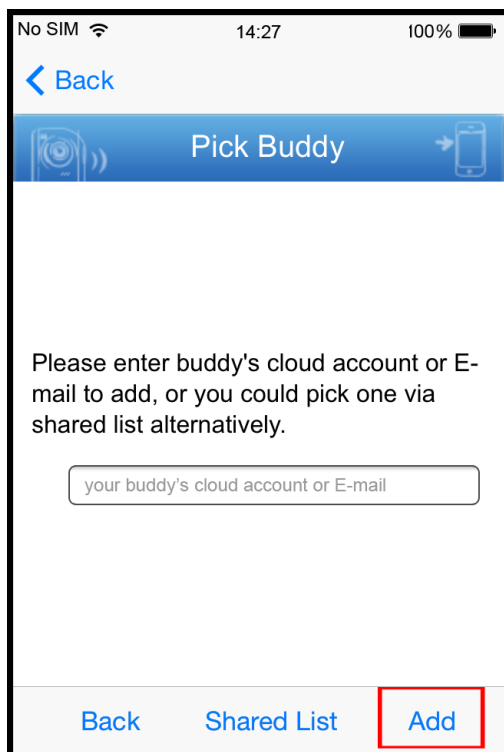 No SIM 14:27 100%
Back
Pick Buddy
Please enter buddy's cloud account or E-
mail to add, or you could pick one via
shared list alternatively.
your buddy's cloud account or E-mail
Back Shared List Add